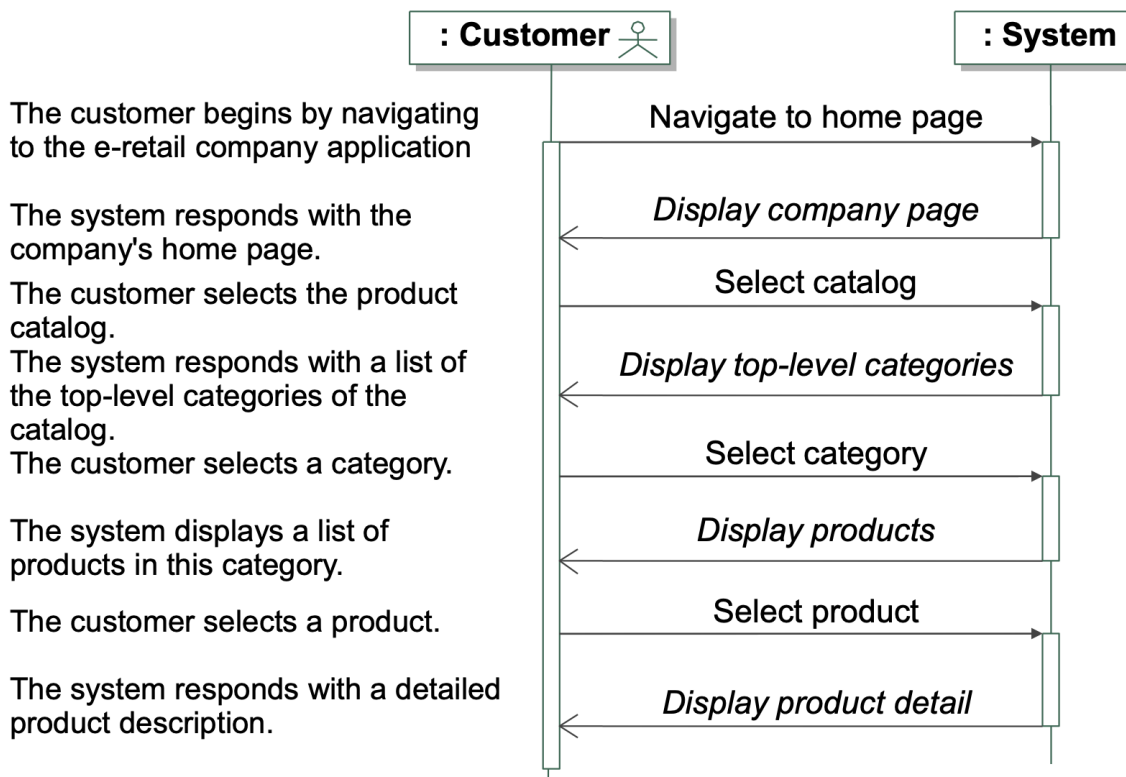 : Customer
: System
The customer begins by navigating
to the e-retail company application
Navigate to home page
The system responds with the
company's home page.
Display company page
The customer selects the product
catalog.
Select catalog
The system responds with a list of
the top-level categories of the
catalog.
Display top-level categories
The customer selects a category.
Select category
The system displays a list of
products in this category.
Display products
The customer selects a product.
Select product
The system responds with a detailed
product description.
Display product detail